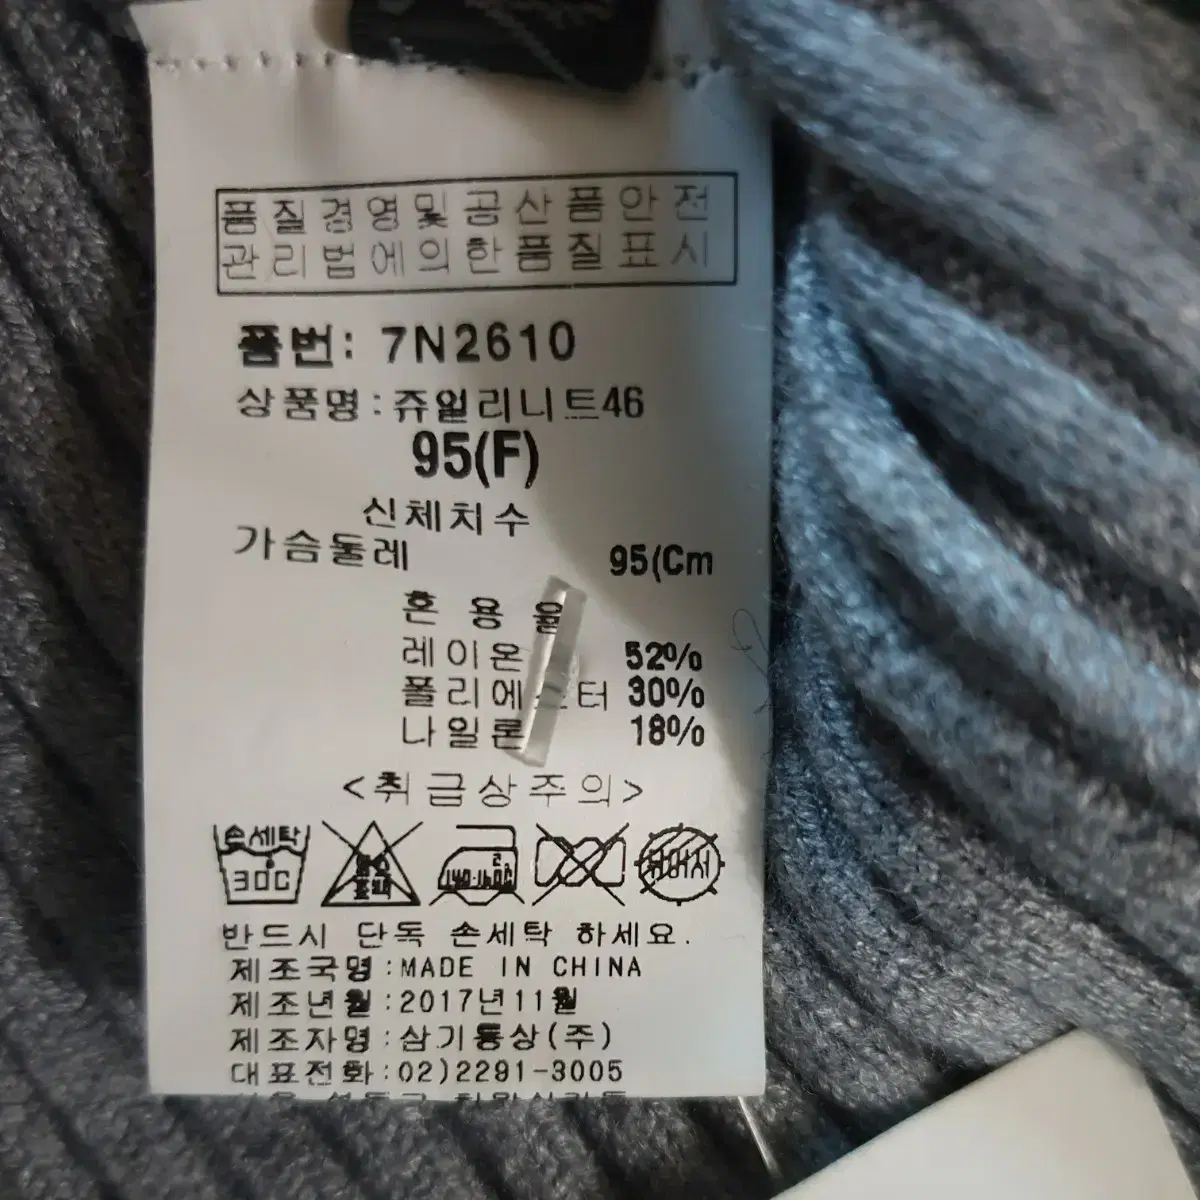 품질경영및공산품안전
관리법에의한품질표시
품번: 7N2610
상품명:쥬얼리니트46
95(F)
신체치수
가슴둘레 95(Cm
혼 용 율
레이온 52%
폴리에스터 30%
나일론 18%
<취급상주의>
손세탁
30C
반드시 단독 손세탁 하세요.
제조국명:MADE IN CHINA
제조년월:2017년11월
제조자명:삼기통상(주)
대표전화:02)2291-3005